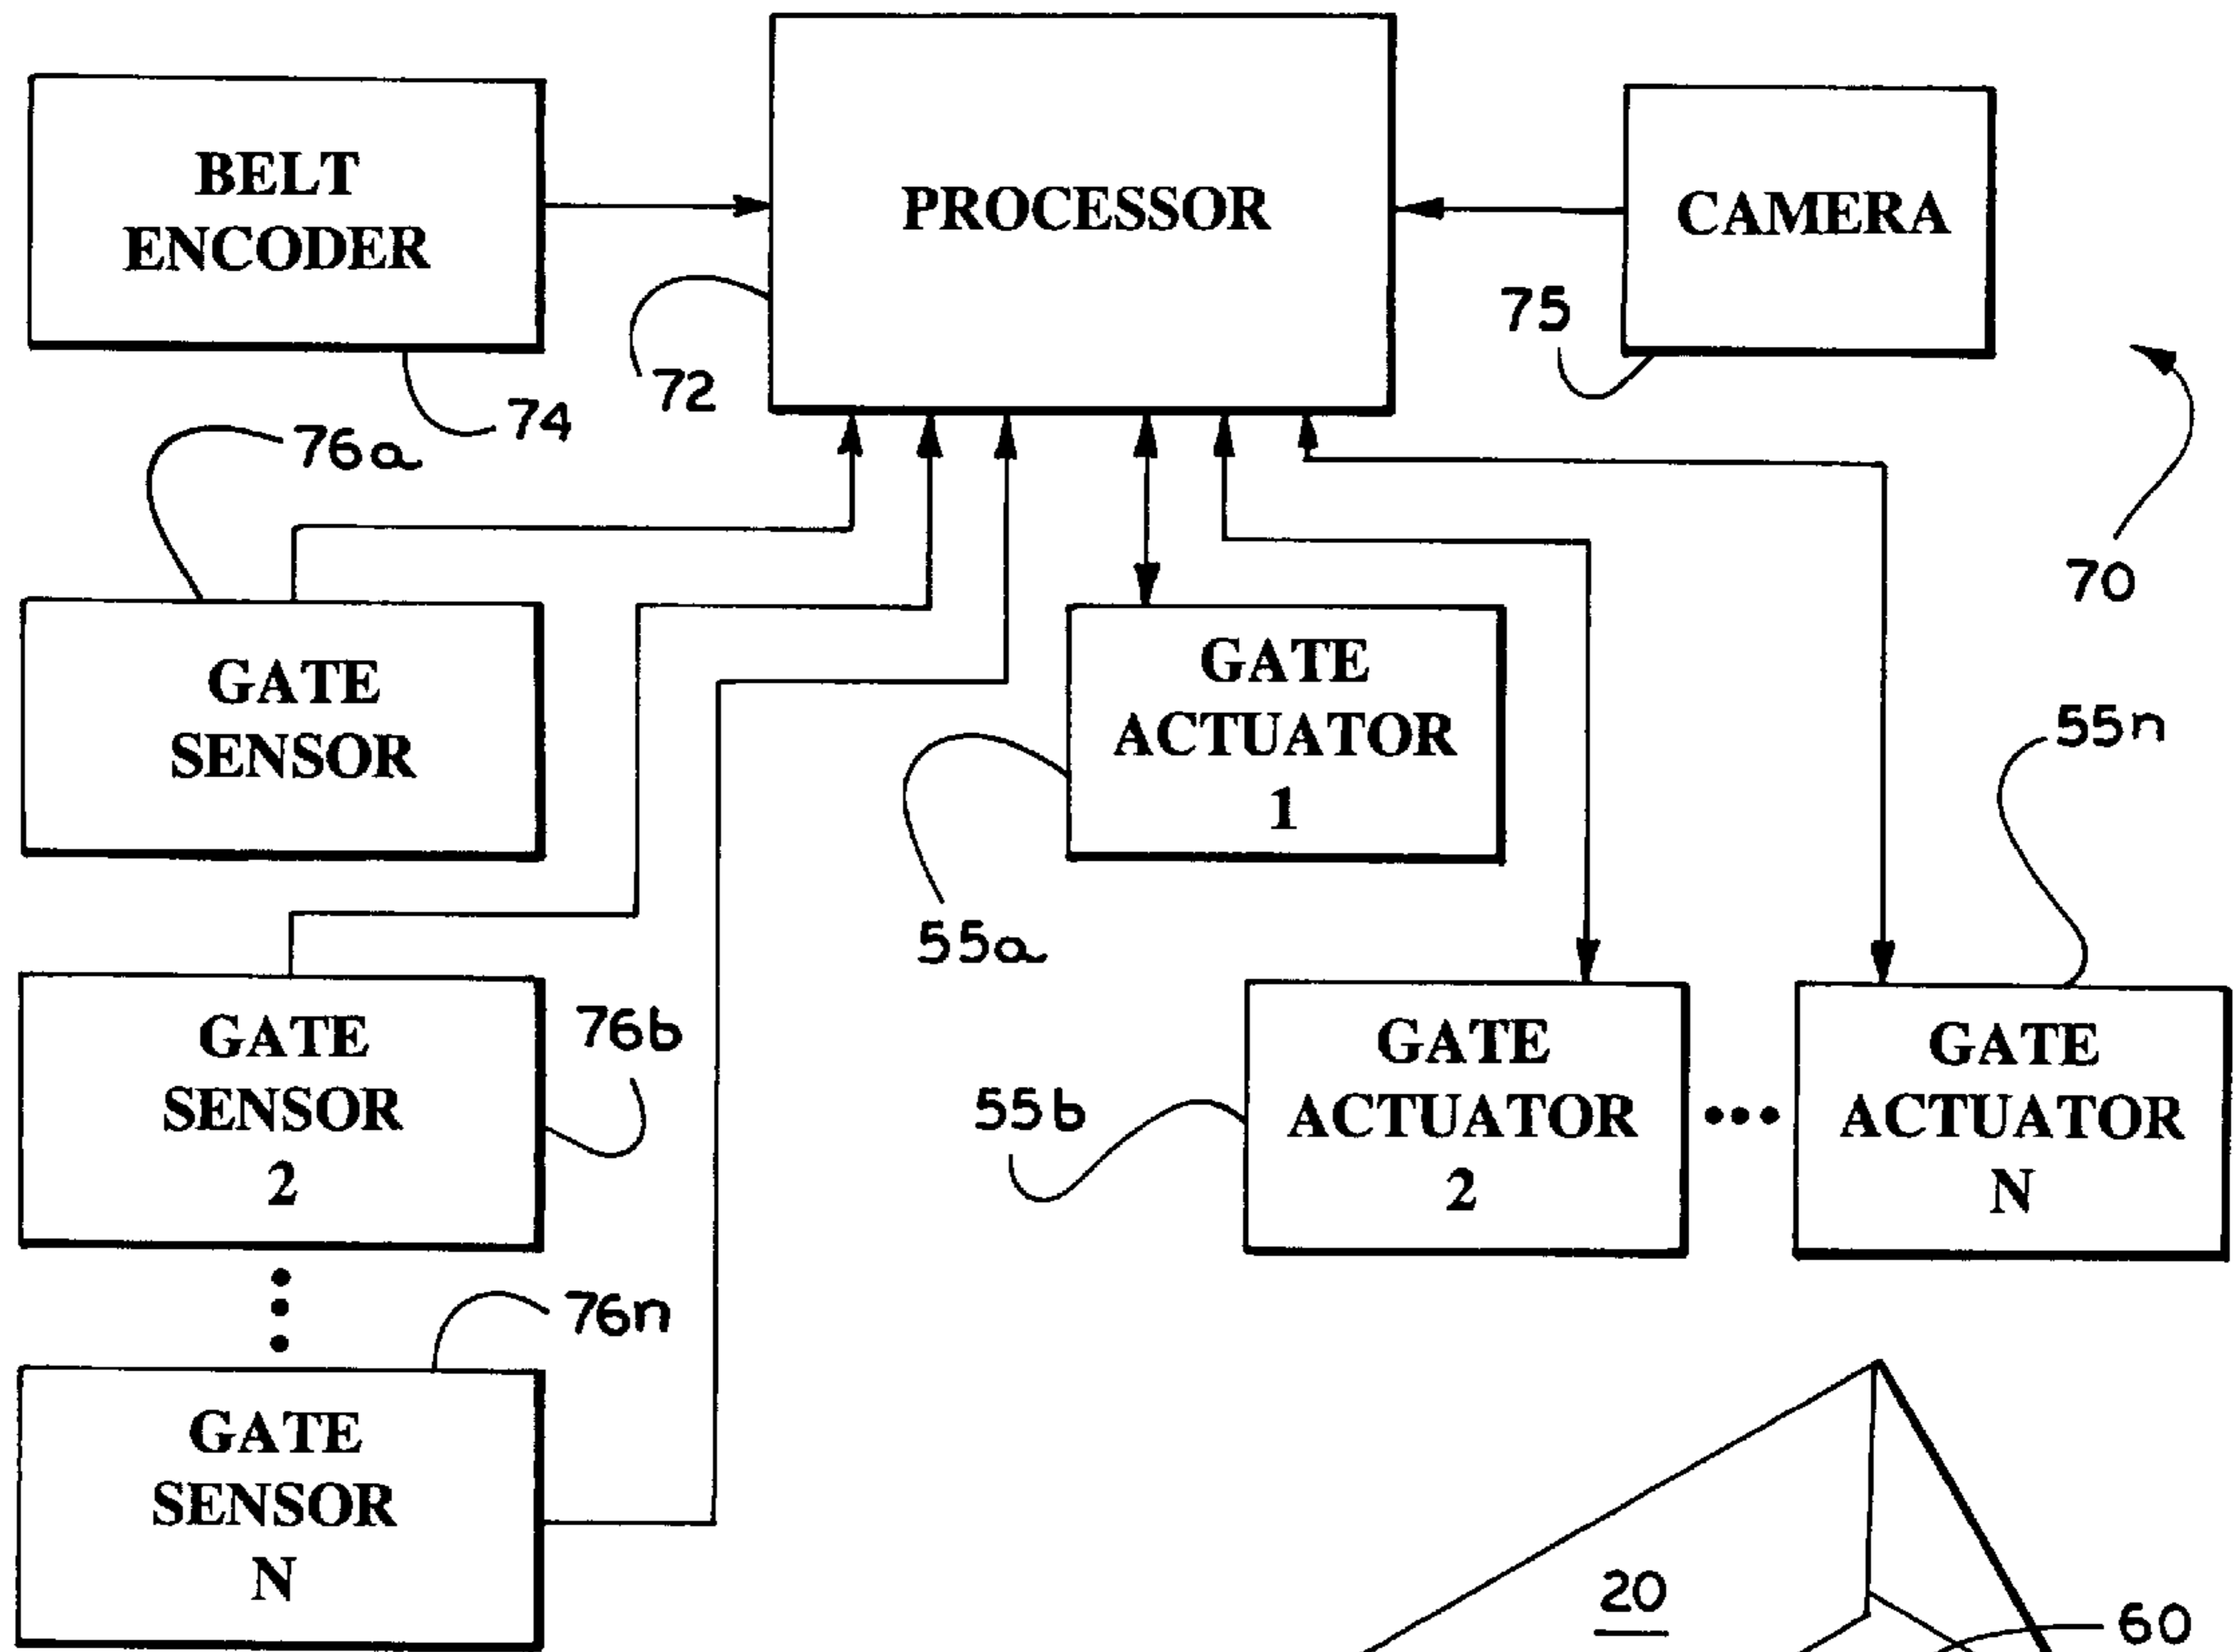 BELT
ENCODER
PROCESSOR
CAMERA
75
72
74
76a
70
GATE
SENSOR
GATE
ACTUATOR
1
55n
55a
GATE
SENSOR
2
76b
55b
GATE
ACTUATOR
2
GATE
ACTUATOR
N
76n
GATE
SENSOR
N
20
60